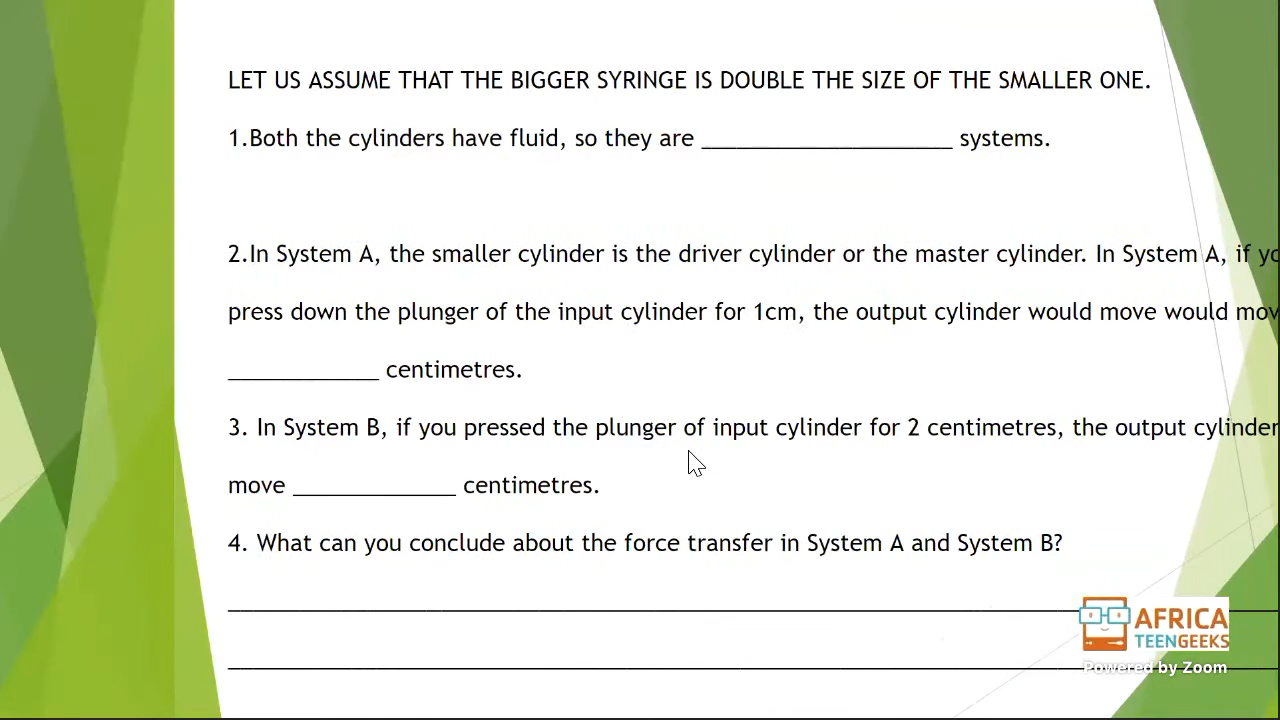 LET US ASSUME THAT THE BIGGER SYRINGE IS DOUBLE THE SIZE OF THE SMALLER ONE.
1.Both the cylinders have fluid, so they are ____________________ systems.
2.In System A, the smaller cylinder is the driver cylinder or the master cylinder. In System A, if yo
press down the plunger of the input cylinder for 1cm, the output cylinder would move would mov
____________ centimetres.
3. In System B, if you pressed the plunger of input cylinder for 2 centimetres, the output cylinder
move _____________ centimetres.
4. What can you conclude about the force transfer in System A and System B?
AFRICA
TEENGEEKS
Powered by Zoom